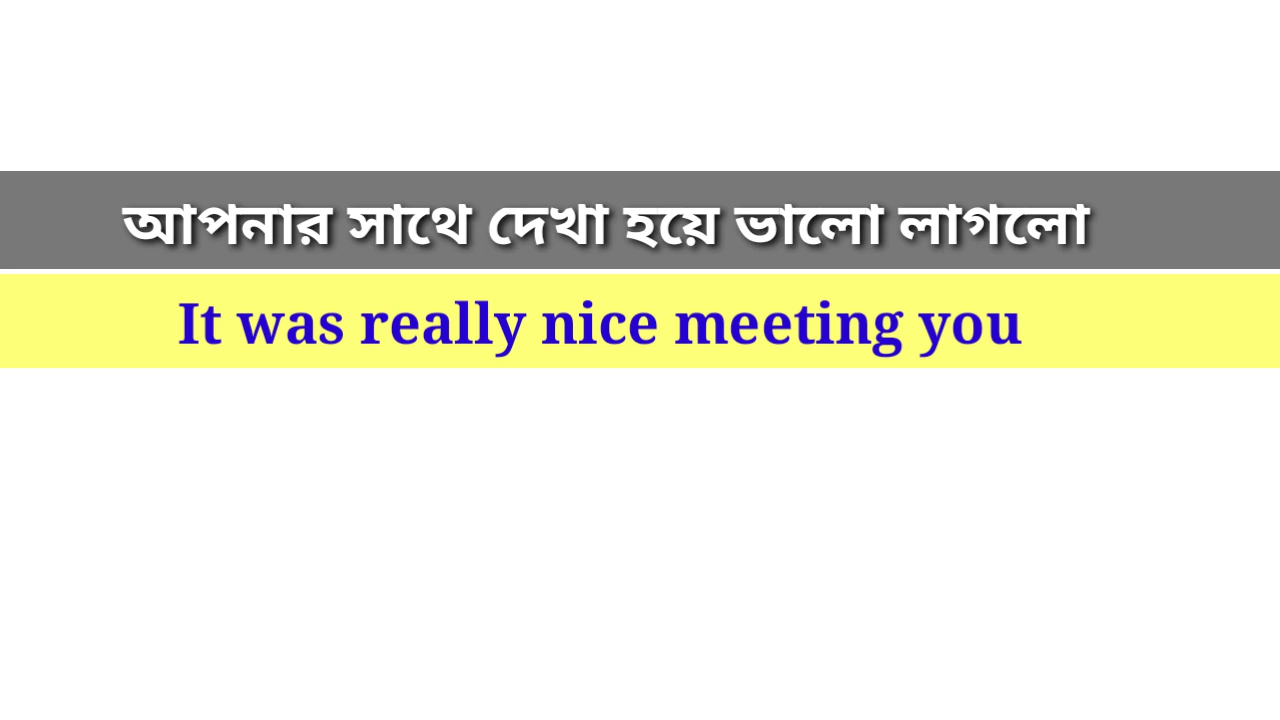 আপনার সাথে দেখা হয়ে ভালো লাগলো
It was really nice meeting you